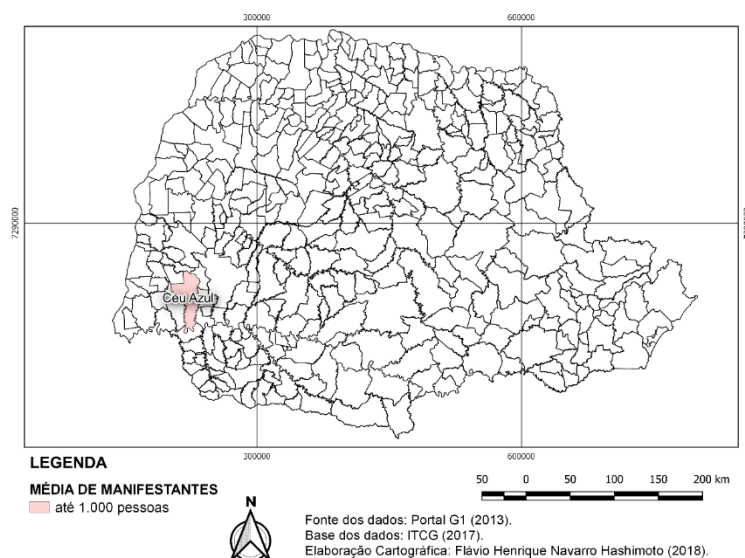 300000 600000
7290000
Céu Azul
300000 600000
LEGENDA
MÉDIA DE MANIFESTANTES
até 1.000 pessoas
N
50 0 50 100 150 200 km
Fonte dos dados: Portal G1 (2013).
Base dos dados: ITCG (2017).
Elaboração Cartográfica: Flávio Henrique Navarro Hashimoto (2018).